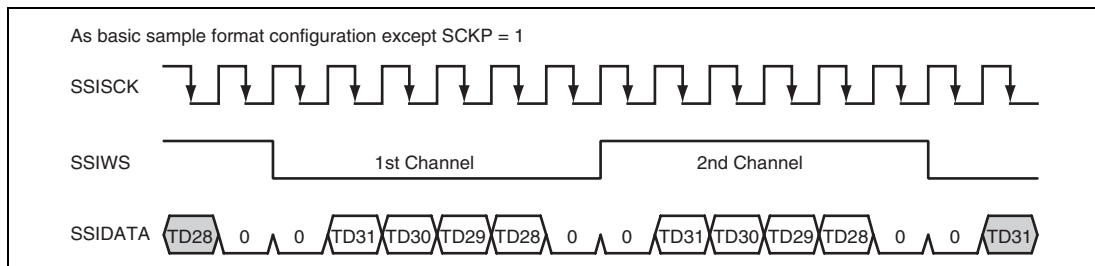 As basic sample format configuration except SCKP = 1
SSISCK
SSIWS 1st Channel 2nd Channel
SSIDATA TD28 0 0 TD31 TD30 TD29 TD28 0 0 TD31 TD30 TD29 TD28 0 0 TD31